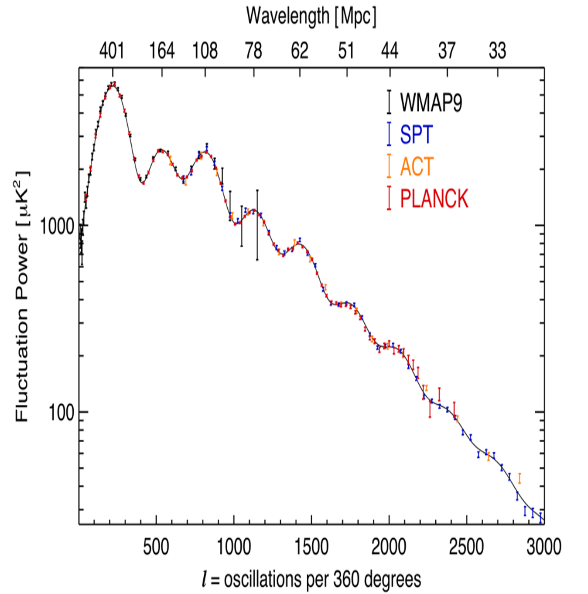 Wavelength [Mpc]
401 164 108 78 62 51 44 37 33
WMAP9
SPT
ACT
PLANCK
Fluctuation Power [μK²]
1000
100
500 1000 1500 2000 2500 3000
l = oscillations per 360 degrees